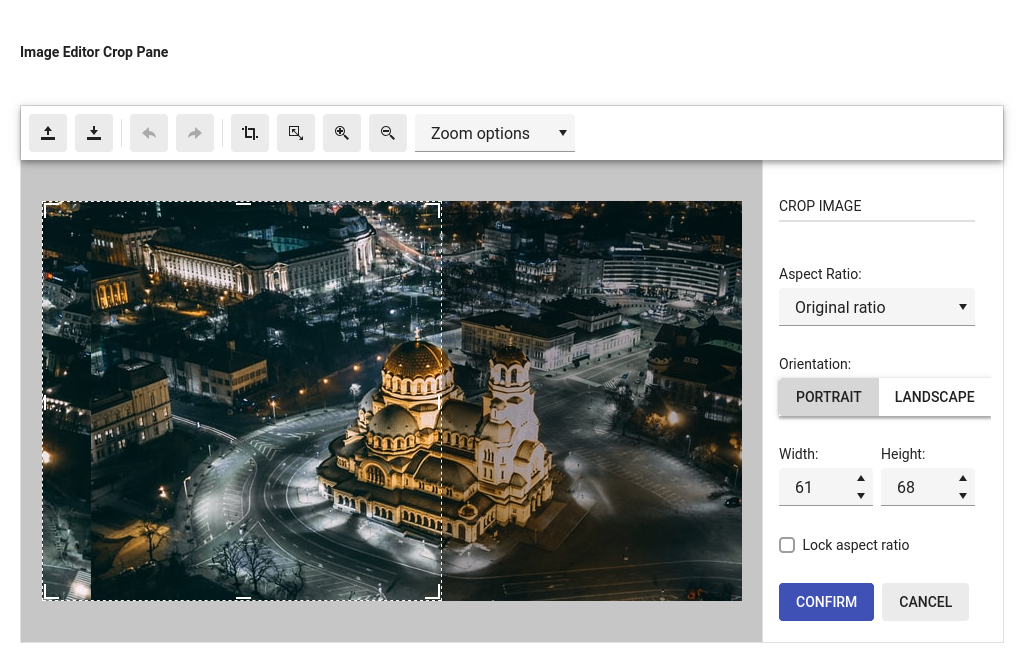 Image Editor Crop Pane
Zoom options
CROP IMAGE
Aspect Ratio:
Original ratio
Orientation:
PORTRAIT LANDSCAPE
Width: Height:
61 68
Lock aspect ratio
CONFIRM CANCEL